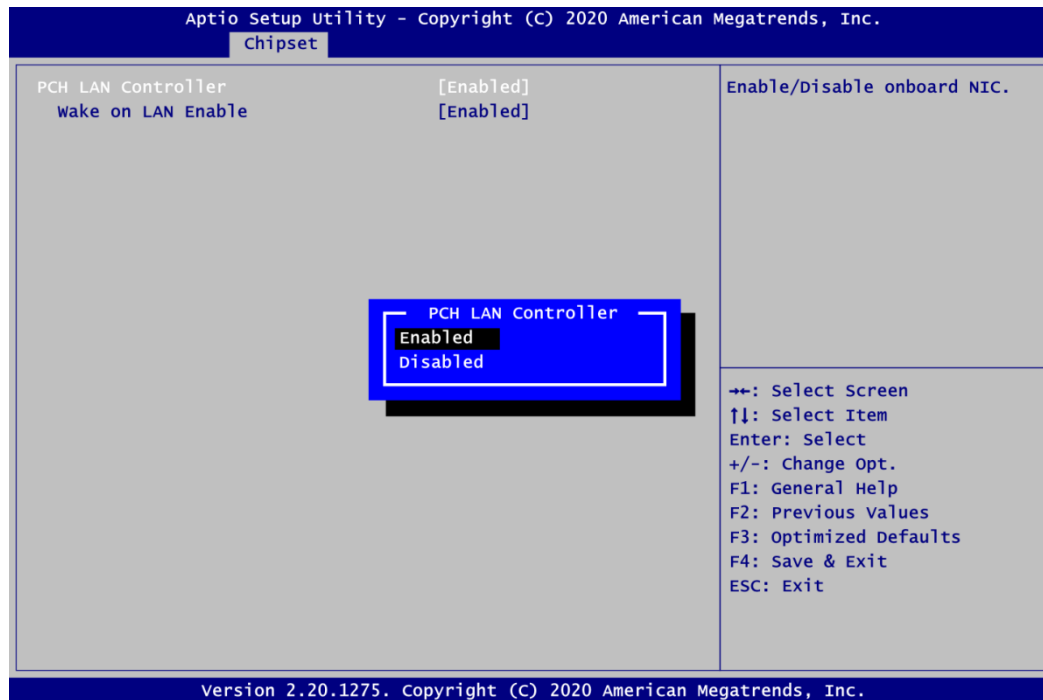 Aptio Setup Utility - Copyright (C) 2020 American Megatrends, Inc.
Chipset
PCH LAN Controller [Enabled]
Wake on LAN Enable [Enabled]
Enable/Disable onboard NIC.
PCH LAN Controller
Enabled
Disabled
→←: Select Screen
↑↓: Select Item
Enter: Select
+/-: Change Opt.
F1: General Help
F2: Previous Values
F3: Optimized Defaults
F4: Save & Exit
ESC: Exit
Version 2.20.1275. Copyright (C) 2020 American Megatrends, Inc.